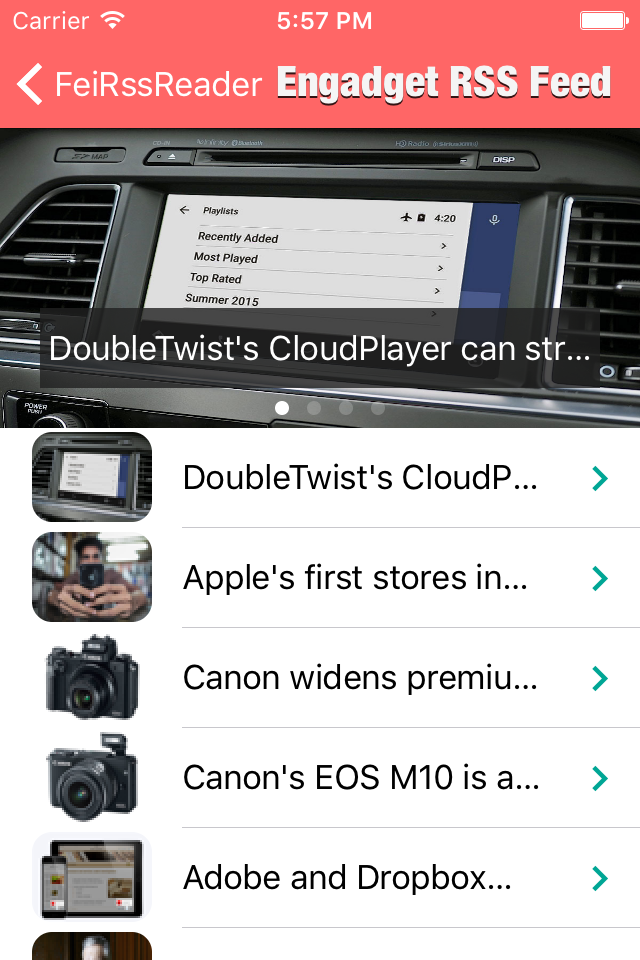 Carrier 5:57 PM
FeiRssReader Engadget RSS Feed
MAP
DISP
Playlists 4:20
Recently Added
Most Played
Top Rated
Summer 2015
DoubleTwist's CloudPlayer can str...
POWER
PUSH
DoubleTwist's CloudP...
Apple's first stores in...
Canon widens premiu...
Canon's EOS M10 is a...
Adobe and Dropbox...